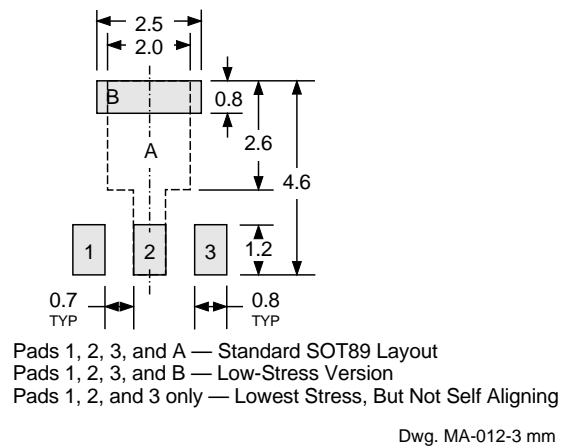 2.5
2.0
B
0.8
A
2.6
4.6
1
2
3
1.2
0.7
TYP
0.8
TYP
Pads 1, 2, 3, and A — Standard SOT89 Layout
Pads 1, 2, 3, and B — Low-Stress Version
Pads 1, 2, and 3 only — Lowest Stress, But Not Self Aligning
Dwg. MA-012-3 mm